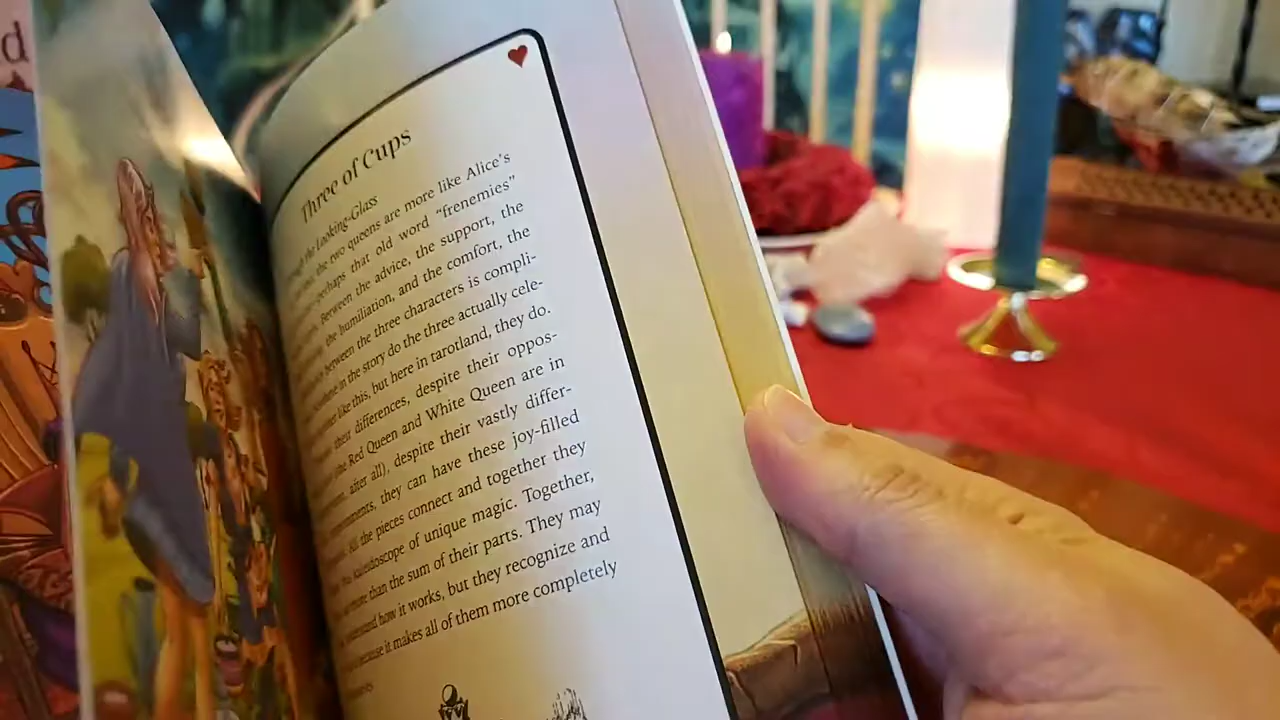 d
Three of Cups
the Looking-Glass
the two queens are more like Alice's
perhaps that old word "frenemies"
Between the advice, the support, the
the humiliation, and the comfort, the
between the three characters is compli-
in the story do the three actually cele-
like this, but here in tarotland, they do.
their differences, despite their oppos-
the Red Queen and White Queen are in
after all), despite their vastly differ-
they can have these joy-filled
All the pieces connect and together they
kaleidoscope of unique magic. Together,
more than the sum of their parts. They may
understand how it works, but they recognize and
because it makes all of them more completely